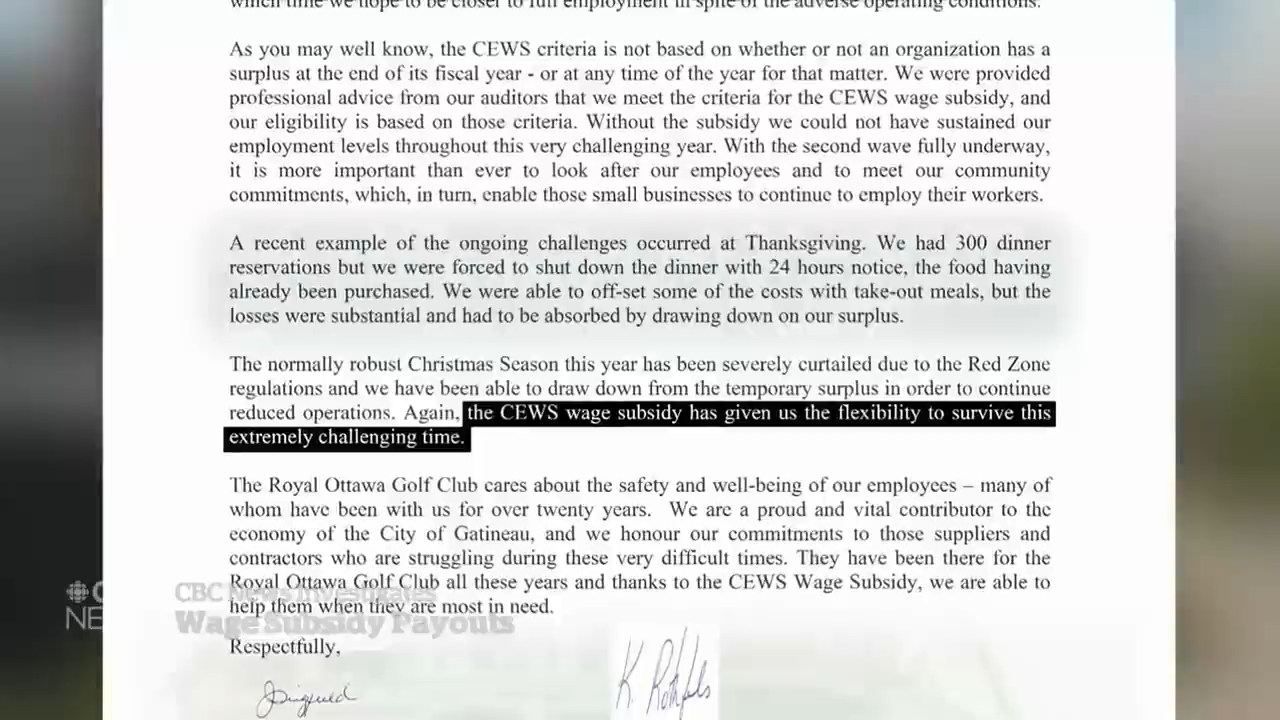 which time we hope to be closer to full employment in spite of the adverse operating conditions.
As you may well know, the CEWS criteria is not based on whether or not an organization has a
surplus at the end of its fiscal year - or at any time of the year for that matter. We were provided
professional advice from our auditors that we meet the criteria for the CEWS wage subsidy, and
our eligibility is based on those criteria. Without the subsidy we could not have sustained our
employment levels throughout this very challenging year. With the second wave fully underway,
it is more important than ever to look after our employees and to meet our community
commitments, which, in turn, enable those small businesses to continue to employ their workers.
A recent example of the ongoing challenges occurred at Thanksgiving. We had 300 dinner
reservations but we were forced to shut down the dinner with 24 hours notice, the food having
already been purchased. We were able to off-set some of the costs with take-out meals, but the
losses were substantial and had to be absorbed by drawing down on our surplus.
The normally robust Christmas Season this year has been severely curtailed due to the Red Zone
regulations and we have been able to draw down from the temporary surplus in order to continue
reduced operations. Again, the CEWS wage subsidy has given us the flexibility to survive this
extremely challenging time.
The Royal Ottawa Golf Club cares about the safety and well-being of our employees – many of
whom have been with us for over twenty years. We are a proud and vital contributor to the
economy of the City of Gatineau, and we honour our commitments to those suppliers and
contractors who are struggling during these very difficult times. They have been there for the
Royal Ottawa Golf Club all these years and thanks to the CEWS Wage Subsidy, we are able to
help them when they are most in need.
CBC News Investigates
Wage Subsidy Payouts
Respectfully,